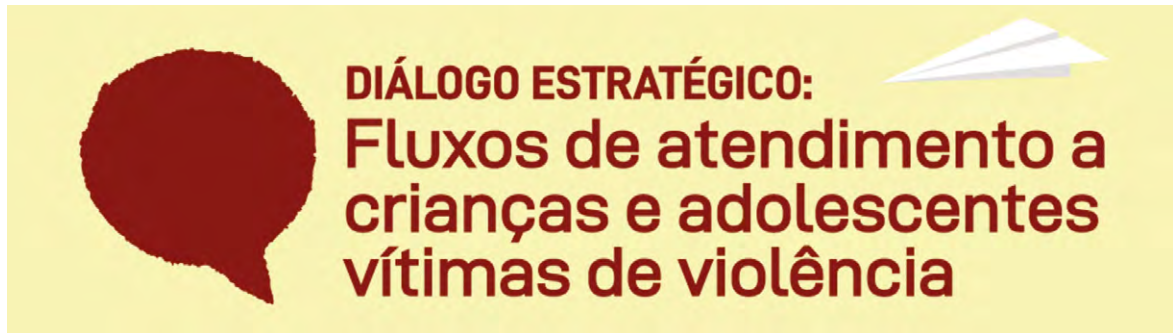 DIÁLOGO ESTRATÉGICO:
Fluxos de atendimento a
crianças e adolescentes
vítimas de violência